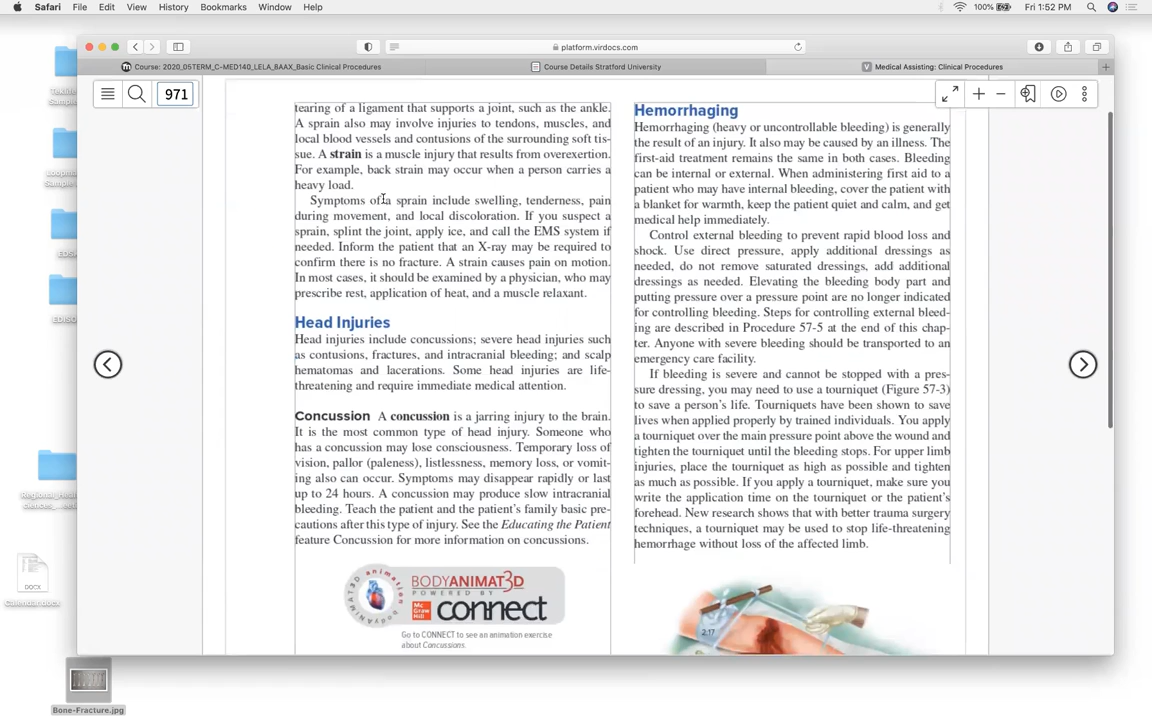 Safari File Edit View History Bookmarks Window Help
100% Fri 1:52 PM
platform.virdocs.com
Course: 2020_05TERM_C-MED140_LELA_BAAX_Basic Clinical Procedures
Course Details Stratford University
Medical Assisting: Clinical Procedures
971
tearing of a ligament that supports a joint, such as the ankle.
A sprain also may involve injuries to tendons, muscles, and
local blood vessels and contusions of the surrounding soft tis-
sue. A strain is a muscle injury that results from overexertion.
For example, back strain may occur when a person carries a
heavy load.
Symptoms of a sprain include swelling, tenderness, pain
during movement, and local discoloration. If you suspect a
sprain, splint the joint, apply ice, and call the EMS system if
needed. Inform the patient that an X-ray may be required to
confirm there is no fracture. A strain causes pain on motion.
In most cases, it should be examined by a physician, who may
prescribe rest, application of heat, and a muscle relaxant.
Head Injuries
Head injuries include concussions; severe head injuries such
as contusions, fractures, and intracranial bleeding; and scalp
hematomas and lacerations. Some head injuries are life-
threatening and require immediate medical attention.
Concussion A concussion is a jarring injury to the brain.
It is the most common type of head injury. Someone who
has a concussion may lose consciousness. Temporary loss of
vision, pallor (paleness), listlessness, memory loss, or vomit-
ing also can occur. Symptoms may disappear rapidly or last
up to 24 hours. A concussion may produce slow intracranial
bleeding. Teach the patient and the patient's family basic pre-
cautions after this type of injury. See the Educating the Patient
feature Concussion for more information on concussions.
BODYANIMAT3D
POWERED BY
Mc Graw Hill connect
Go to CONNECT to see an animation exercise
about Concussions.
Hemorrhaging
Hemorrhaging (heavy or uncontrollable bleeding) is generally
the result of an injury. It also may be caused by an illness. The
first-aid treatment remains the same in both cases. Bleeding
can be internal or external. When administering first aid to a
patient who may have internal bleeding, cover the patient with
a blanket for warmth, keep the patient quiet and calm, and get
medical help immediately.
Control external bleeding to prevent rapid blood loss and
shock. Use direct pressure, apply additional dressings as
needed, do not remove saturated dressings, add additional
dressings as needed. Elevating the bleeding body part and
putting pressure over a pressure point are no longer indicated
for controlling bleeding. Steps for controlling external bleed-
ing are described in Procedure 57-5 at the end of this chap-
ter. Anyone with severe bleeding should be transported to an
emergency care facility.
If bleeding is severe and cannot be stopped with a pres-
sure dressing, you may need to use a tourniquet (Figure 57-3)
to save a person's life. Tourniquets have been shown to save
lives when applied properly by trained individuals. You apply
a tourniquet over the main pressure point above the wound and
tighten the tourniquet until the bleeding stops. For upper limb
injuries, place the tourniquet as high as possible and tighten
as much as possible. If you apply a tourniquet, make sure you
write the application time on the tourniquet or the patient's
forehead. New research shows that with better trauma surgery
techniques, a tourniquet may be used to stop life-threatening
hemorrhage without loss of the affected limb.
2:17
Calendar.docx
DOCX
Bone-Fracture.jpg